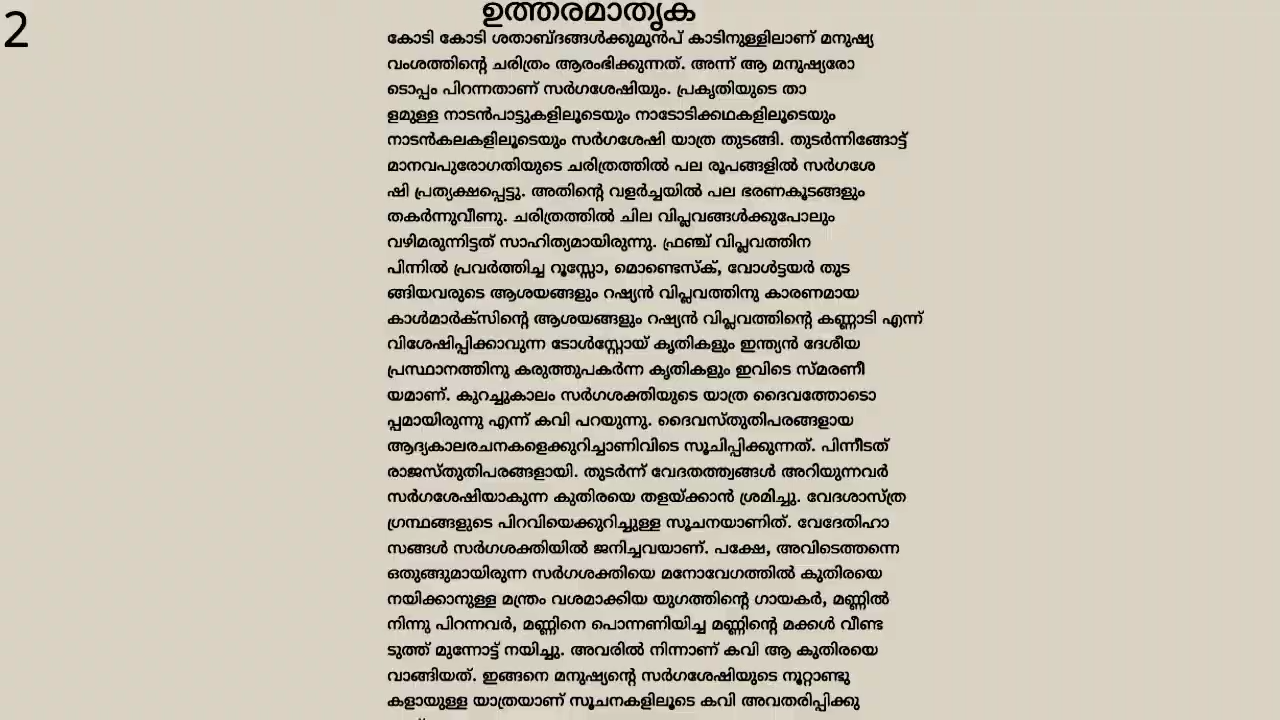 2
ഉത്തരമാതൃക
കോടി കോടി ശതാബ്ദങ്ങൾക്കുമുൻപ് കാടിനുള്ളിലാണ് മനുഷ്യ
വംശത്തിന്റെ ചരിത്രം ആരംഭിക്കുന്നത്. അന്ന് ആ മനുഷ്യരോ
ടൊപ്പം പിറന്നതാണ് സർഗശേഷിയും. പ്രകൃതിയുടെ താ
ളമുള്ള നാടൻപാട്ടുകളിലൂടെയും നാടോടിക്കഥകളിലൂടെയും
നാടൻകലകളിലൂടെയും സർഗശേഷി യാത്ര തുടങ്ങി. തുടർന്നിങ്ങോട്ട്
മാനവപുരോഗതിയുടെ ചരിത്രത്തിൽ പല രൂപങ്ങളിൽ സർഗശേ
ഷി പ്രത്യക്ഷപ്പെട്ടു. അതിന്റെ വളർച്ചയിൽ പല ഭരണകൂടങ്ങളും
തകർന്നുവീണു. ചരിത്രത്തിൽ ചില വിപ്ലവങ്ങൾക്കുപോലും
വഴിമരുന്നിട്ടത് സാഹിത്യമായിരുന്നു. ഫ്രഞ്ച് വിപ്ലവത്തിന
പിന്നിൽ പ്രവർത്തിച്ച റൂസ്സോ, മൊണ്ടെസ്ക്, വോൾട്ടയർ തുട
ങ്ങിയവരുടെ ആശയങ്ങളും റഷ്യൻ വിപ്ലവത്തിനു കാരണമായ
കാൾമാർക്സിന്റെ ആശയങ്ങളും റഷ്യൻ വിപ്ലവത്തിന്റെ കണ്ണാടി എന്ന്
വിശേഷിപ്പിക്കാവുന്ന ടോൾസ്റ്റോയ് കൃതികളും ഇന്ത്യൻ ദേശീയ
പ്രസ്ഥാനത്തിനു കരുത്തുപകർന്ന കൃതികളും ഇവിടെ സ്മരണീ
യമാണ്. കുറച്ചുകാലം സർഗശക്തിയുടെ യാത്ര ദൈവത്തോടൊ
പ്പമായിരുന്നു എന്ന് കവി പറയുന്നു. ദൈവസ്തുതിപരങ്ങളായ
ആദ്യകാലരചനകളെക്കുറിച്ചാണിവിടെ സൂചിപ്പിക്കുന്നത്. പിന്നീടത്
രാജസ്തുതിപരങ്ങളായി. തുടർന്ന് വേദതത്ത്വങ്ങൾ അറിയുന്നവർ
സർഗശേഷിയാകുന്ന കുതിരയെ തളയ്ക്കാൻ ശ്രമിച്ചു. വേദശാസ്ത്ര
ഗ്രന്ഥങ്ങളുടെ പിറവിയെക്കുറിച്ചുള്ള സൂചനയാണിത്. വേദേതിഹാ
സങ്ങൾ സർഗശക്തിയിൽ ജനിച്ചവയാണ്. പക്ഷേ, അവിടെത്തന്നെ
ഒതുങ്ങുമായിരുന്ന സർഗശക്തിയെ മനോവേഗത്തിൽ കുതിരയെ
നയിക്കാനുള്ള മന്ത്രം വശമാക്കിയ യുഗത്തിന്റെ ഗായകർ, മണ്ണിൽ
നിന്നു പിറന്നവർ, മണ്ണിനെ പൊന്നണിയിച്ച മണ്ണിന്റെ മക്കൾ വീണ്ട
ടുത്ത് മുന്നോട്ട് നയിച്ചു. അവരിൽ നിന്നാണ് കവി ആ കുതിരയെ
വാങ്ങിയത്. ഇങ്ങനെ മനുഷ്യന്റെ സർഗശേഷിയുടെ നൂറ്റാണ്ടു
കളായുള്ള യാത്രയാണ് സൂചനകളിലൂടെ കവി അവതരിപ്പിക്കു